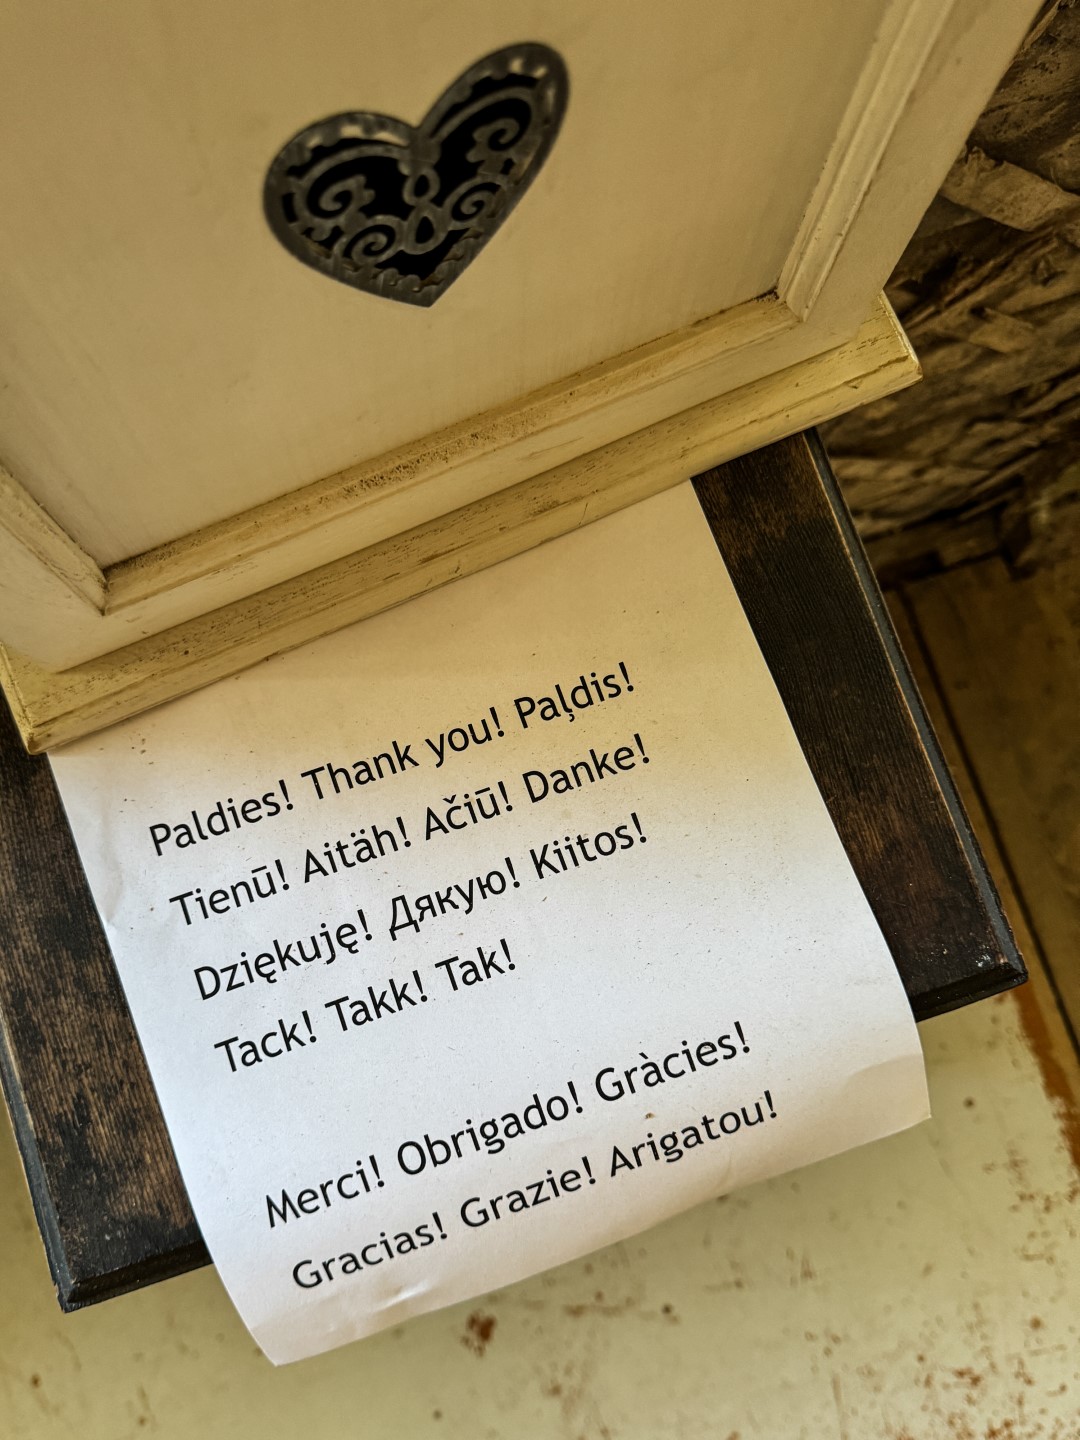 Paldies! Thank you! Paļdis!
Tienū! Aitäh! Ačiū! Danke!
Dziękuję! Дякую! Kiitos!
Tack! Takk! Tak!
Merci! Obrigado! Gràcies!
Gracias! Grazie! Arigatou!